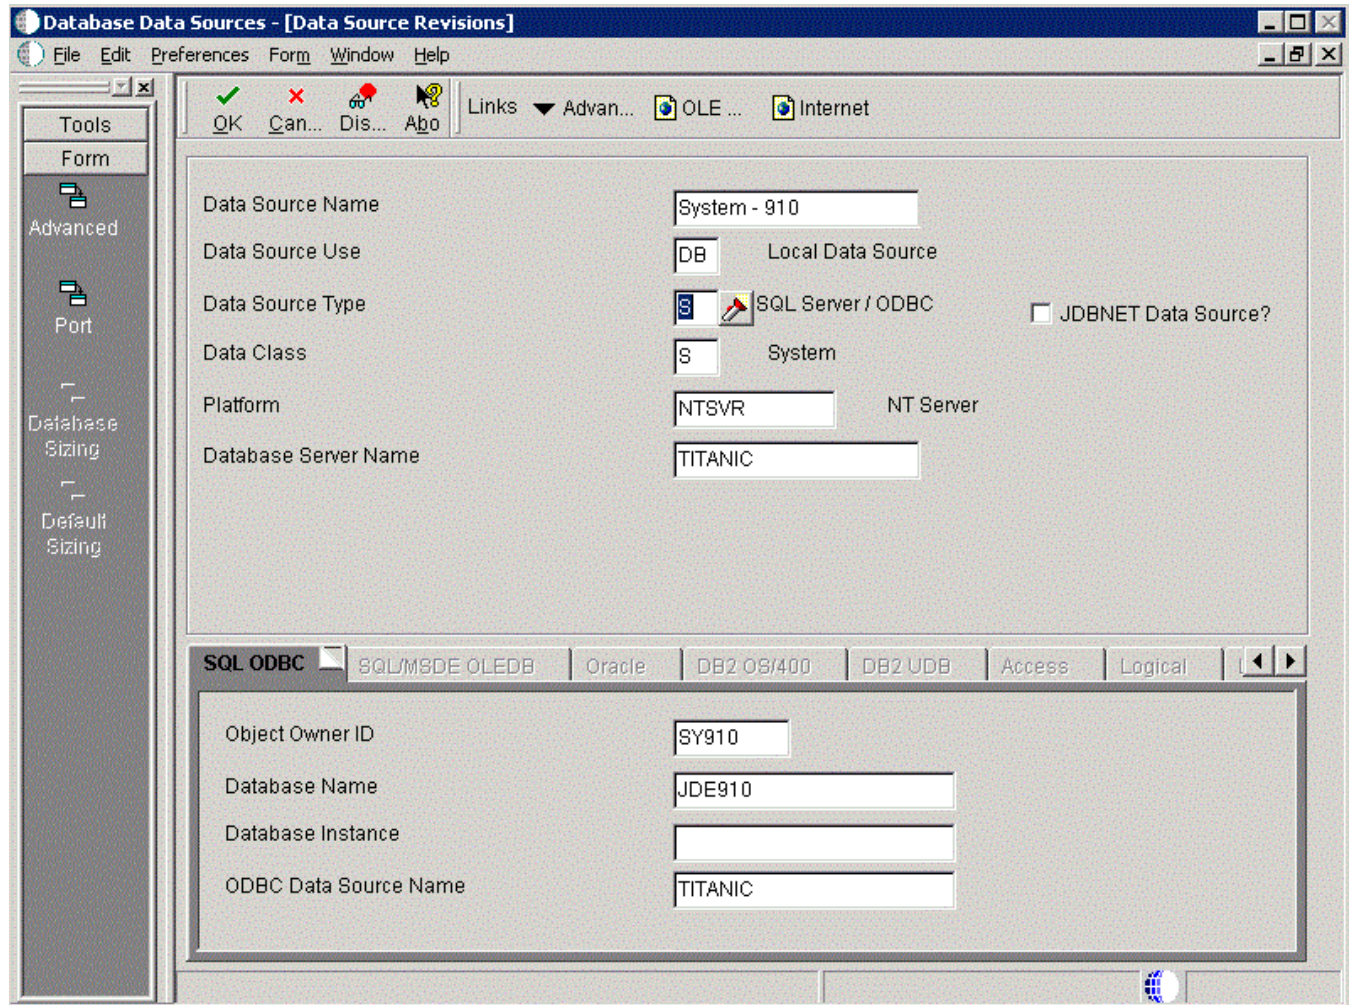 Database Data Sources - [Data Source Revisions]
File Edit Preferences Form Window Help
OK Can... Dis... Abo Links Advan... OLE ... Internet
Tools
Form
Advanced
Port
Database
Sizing
Default
Sizing
Data Source Name System - 910
Data Source Use DB Local Data Source
Data Source Type S SQL Server / ODBC JDBNET Data Source?
Data Class S System
Platform NTSVR NT Server
Database Server Name TITANIC
SQL ODBC SQL/MSDE OLEDB Oracle DB2 OS/400 DB2 UDB Access Logical
Object Owner ID SY910
Database Name JDE910
Database Instance
ODBC Data Source Name TITANIC